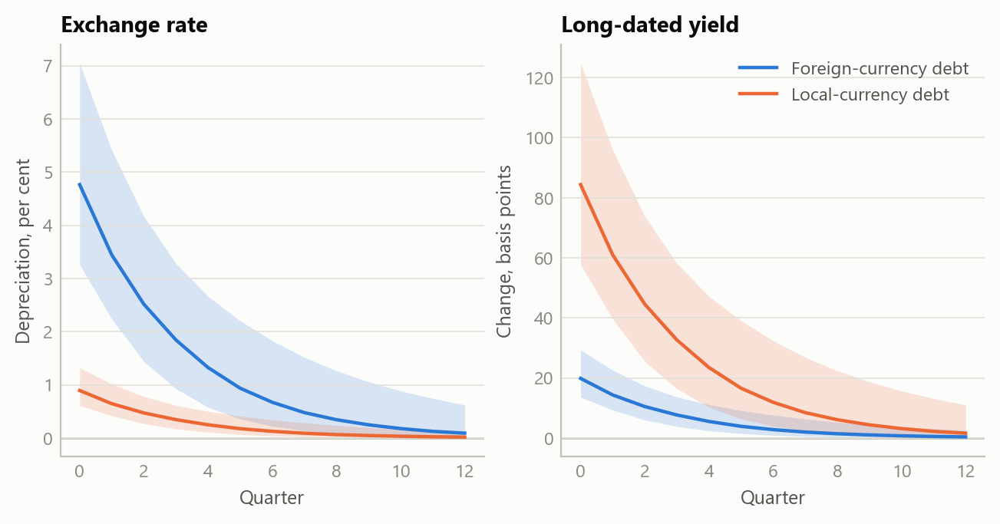 Exchange rate
Depreciation, per cent
7
6
5
4
3
2
1
0
0 2 4 6 8 10 12
Quarter
Long-dated yield
Change, basis points
120
100
80
60
40
20
0
0 2 4 6 8 10 12
Quarter
Foreign-currency debt
Local-currency debt